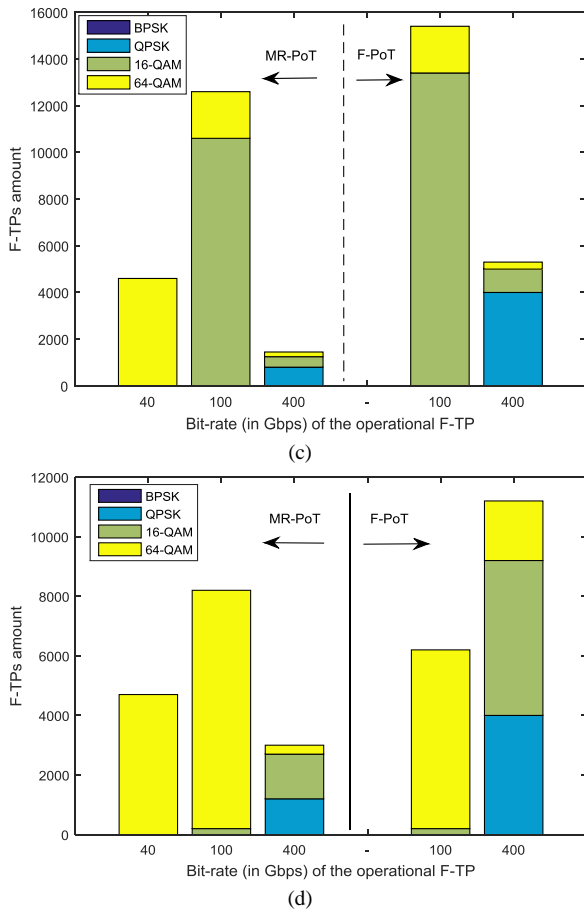 16000
14000
12000
10000
8000
6000
4000
2000
0
F-TPs amount
BPSK
QPSK
16-QAM
64-QAM
MR-PoT
F-PoT
40 100 400 - 100 400
Bit-rate (in Gbps) of the operational F-TP
(c)
12000
10000
8000
6000
4000
2000
0
F-TPs amount
BPSK
QPSK
16-QAM
64-QAM
MR-PoT
F-PoT
40 100 400 - 100 400
Bit-rate (in Gbps) of the operational F-TP
(d)